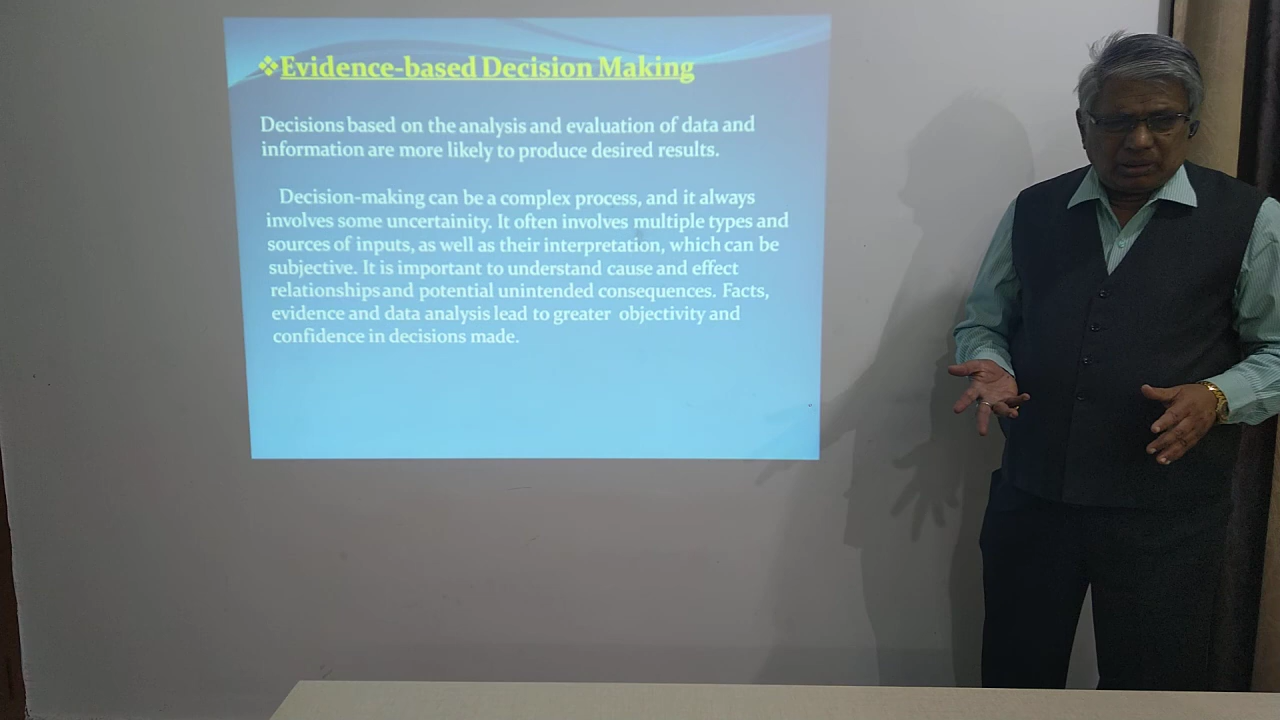 ❖Evidence-based Decision Making
Decisions based on the analysis and evaluation of data and
information are more likely to produce desired results.
Decision-making can be a complex process, and it always
involves some uncertainity. It often involves multiple types and
sources of inputs, as well as their interpretation, which can be
subjective. It is important to understand cause and effect
relationships and potential unintended consequences. Facts,
evidence and data analysis lead to greater objectivity and
confidence in decisions made.